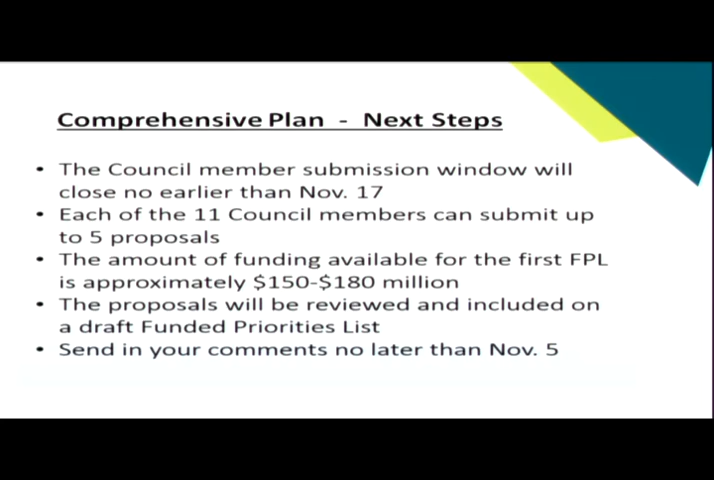 Comprehensive Plan - Next Steps
• The Council member submission window will
close no earlier than Nov. 17
• Each of the 11 Council members can submit up
to 5 proposals
• The amount of funding available for the first FPL
is approximately $150-$180 million
• The proposals will be reviewed and included on
a draft Funded Priorities List
• Send in your comments no later than Nov. 5